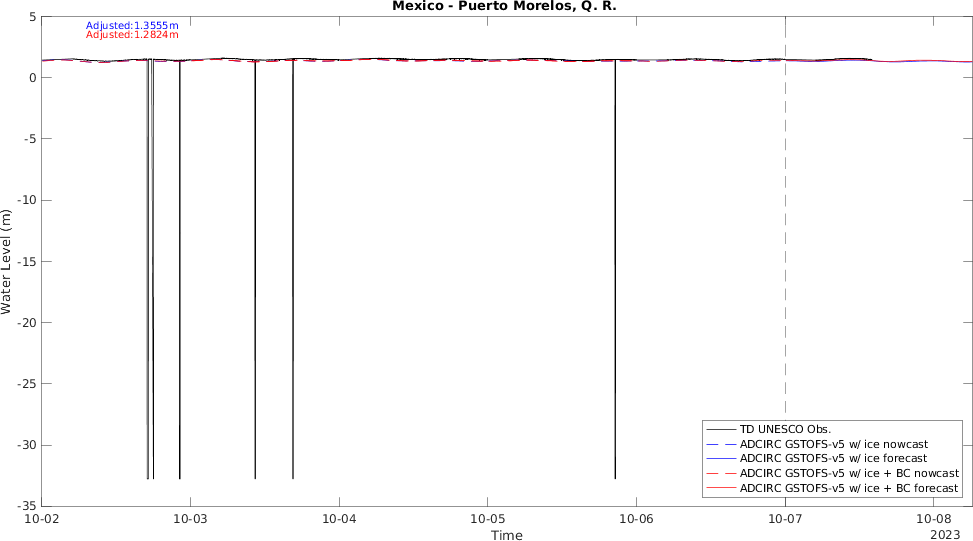 Mexico - Puerto Morelos, Q. R.
Adjusted:1.3555m
Adjusted:1.2824m
5
0
-5
-10
-15
-20
-25
-30
-35
Water Level (m)
TD UNESCO Obs.
ADCIRC GSTOFS-v5 w/ ice nowcast
ADCIRC GSTOFS-v5 w/ ice forecast
ADCIRC GSTOFS-v5 w/ ice + BC nowcast
ADCIRC GSTOFS-v5 w/ ice + BC forecast
10-02 10-03 10-04 10-05 10-06 10-07 10-08
Time
2023